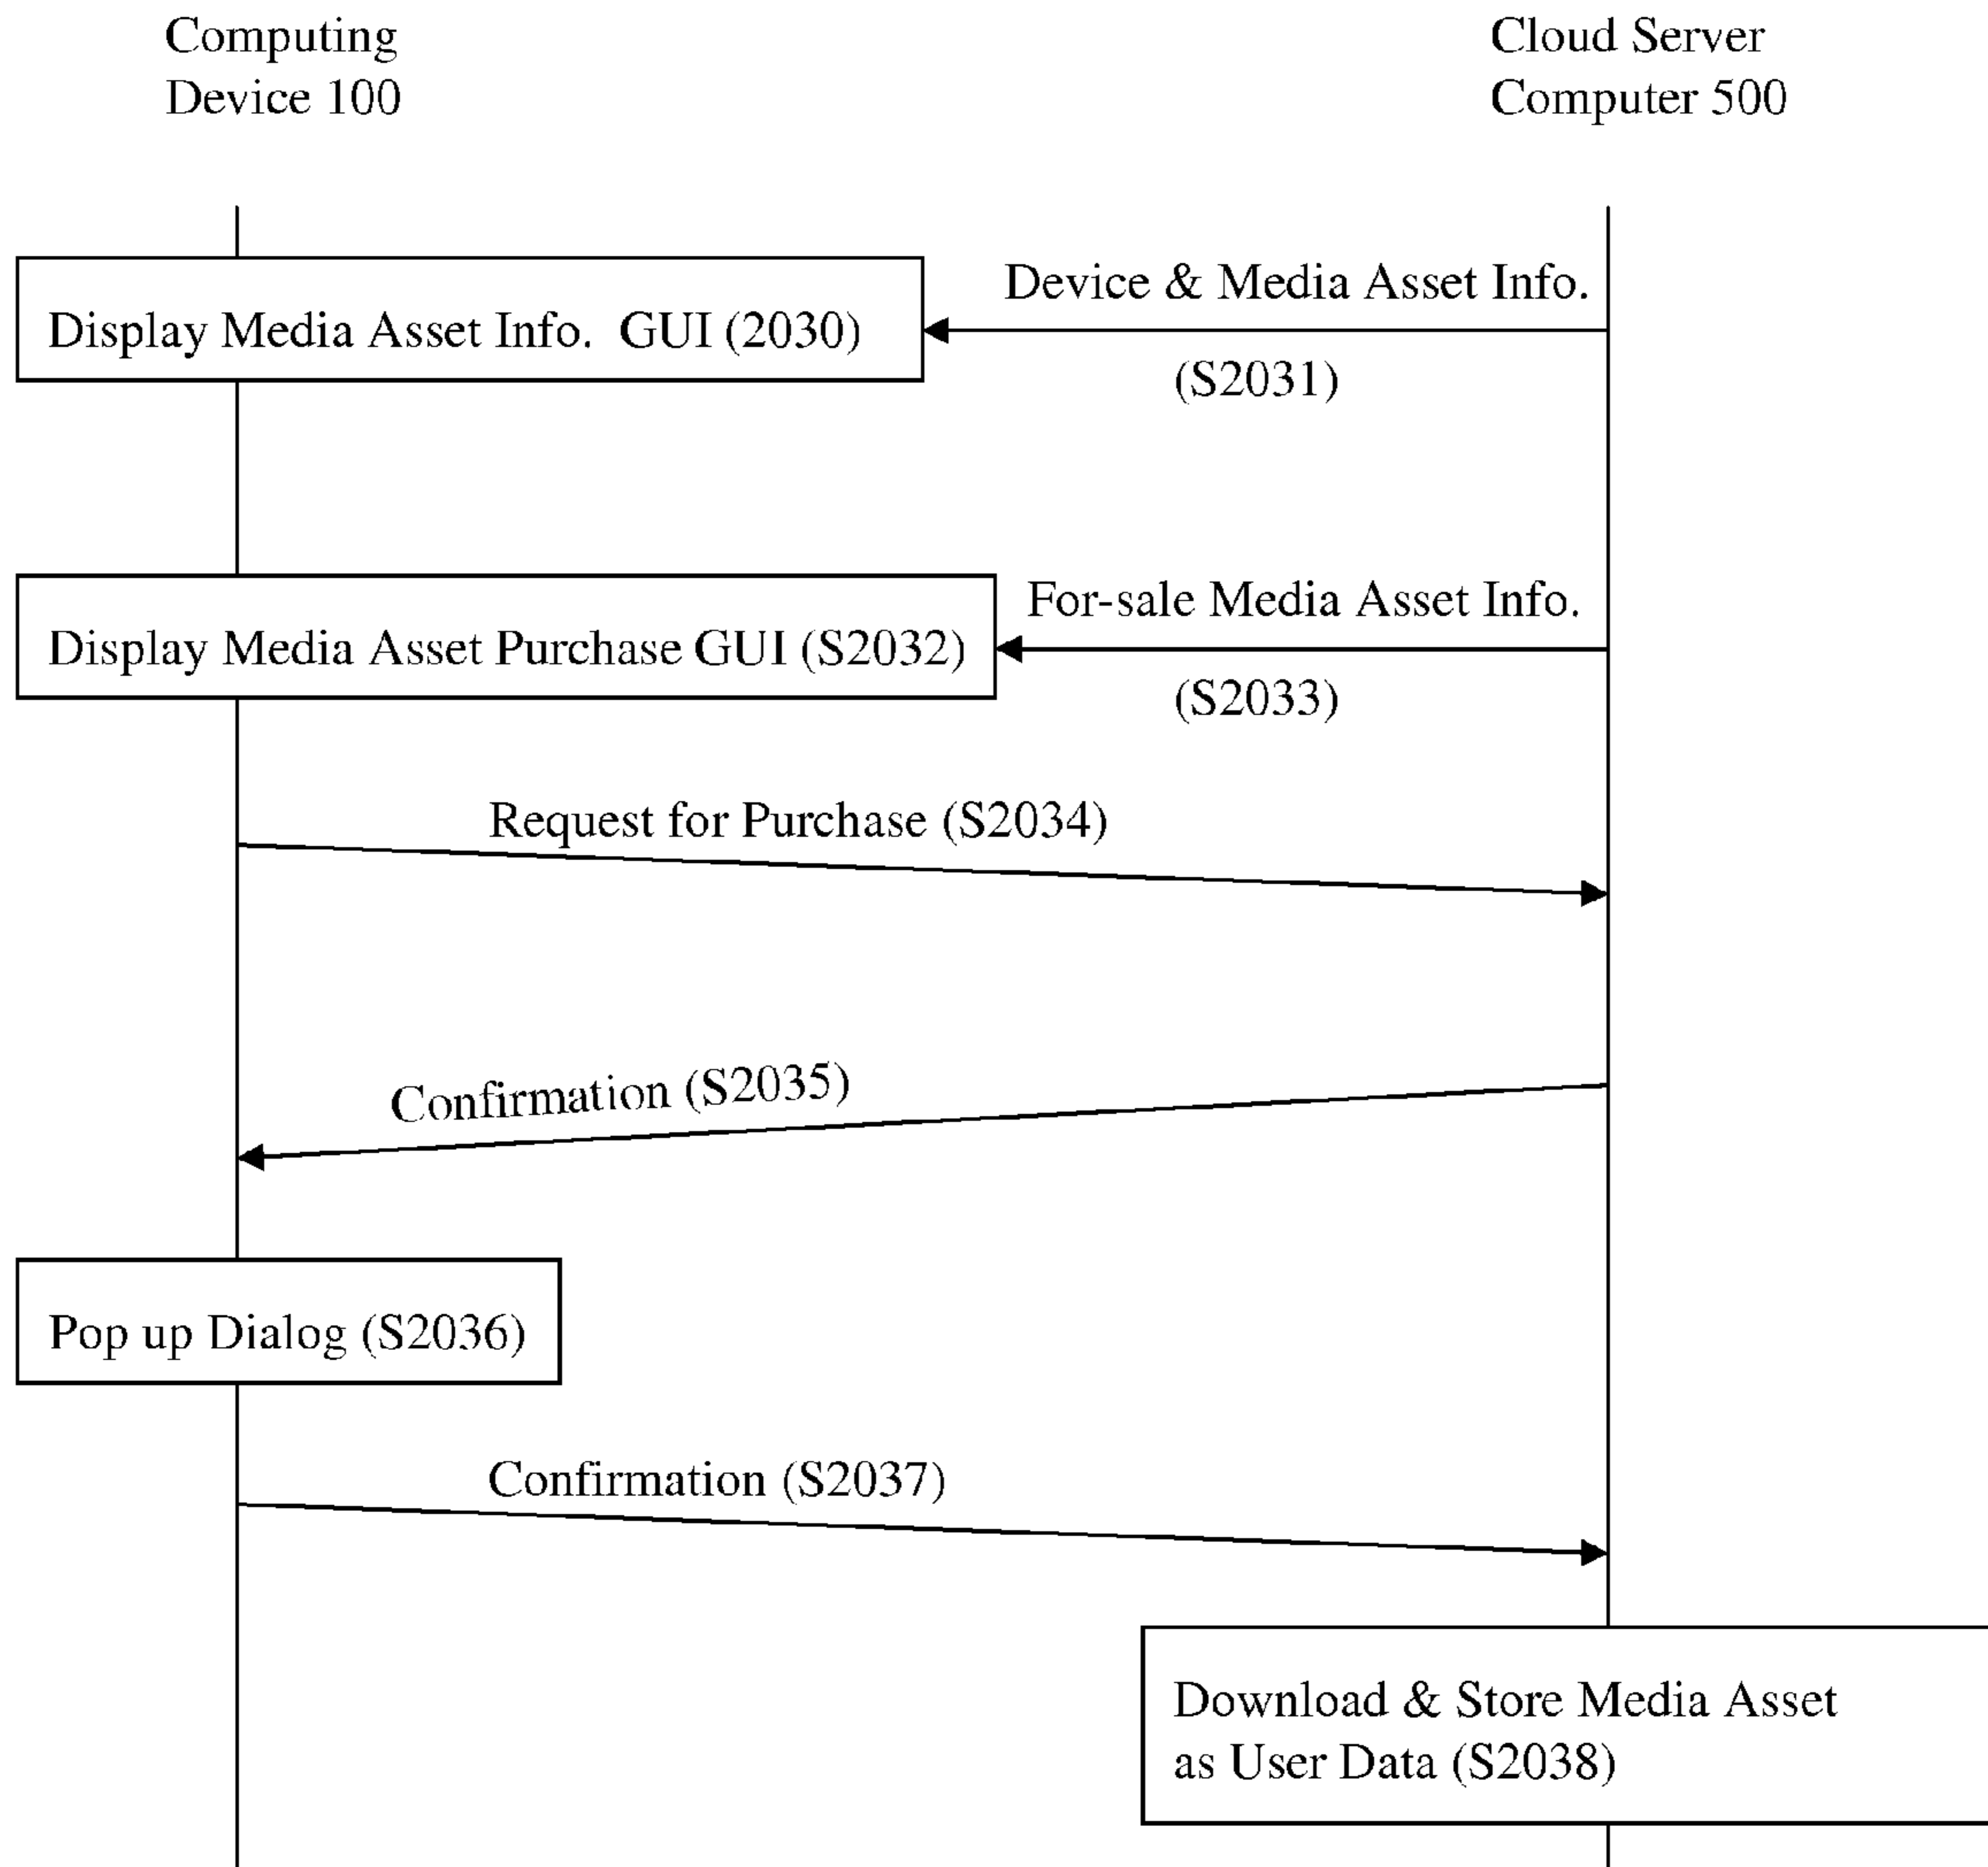 Computing
Device 100
Cloud Server
Computer 500
Device & Media Asset Info.
Display Media Asset Info.  GUI (2030)
(S2031)
For-sale Media Asset Info.
Display Media Asset Purchase GUI (S2032)
(S2033)
Request for Purchase (S2034)
Confirmation (S2035)
Pop up Dialog (S2036)
Confirmation (S2037)
Download & Store Media Asset
as User Data (S2038)